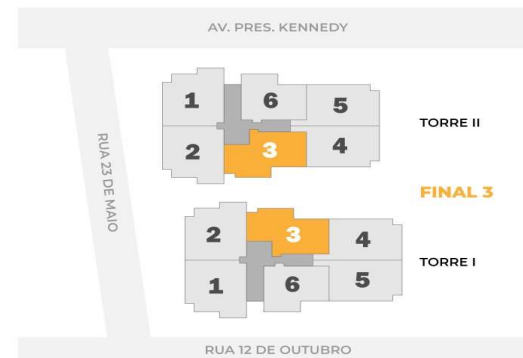 AV. PRES. KENNEDY
1
6
5
TORRE II
2
3
4
RUA 23 DE MAIO
FINAL 3
2
3
4
TORRE I
1
6
5
RUA 12 DE OUTUBRO